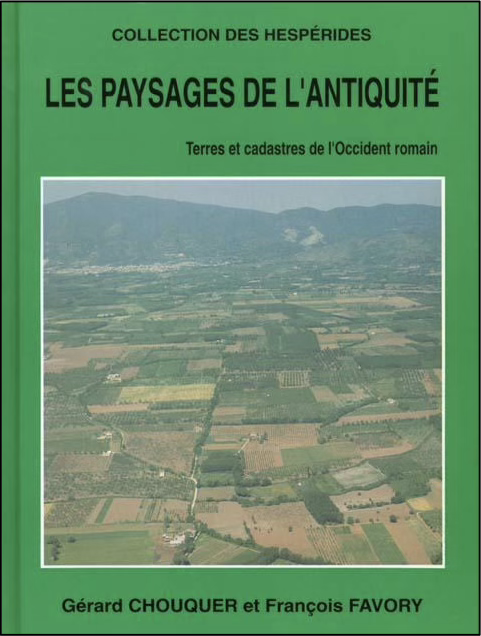 COLLECTION DES HESPÉRIDES
LES PAYSAGES DE L'ANTIQUITÉ
Terres et cadastres de l'Occident romain
Gérard CHOUQUER et François FAVORY